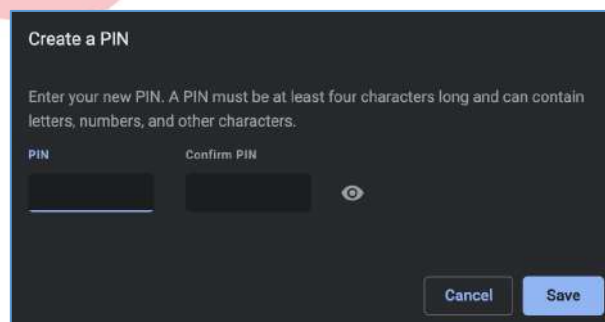 Create a PIN
Enter your new PIN. A PIN must be at least four characters long and can contain
letters, numbers, and other characters.
PIN Confirm PIN
Cancel Save